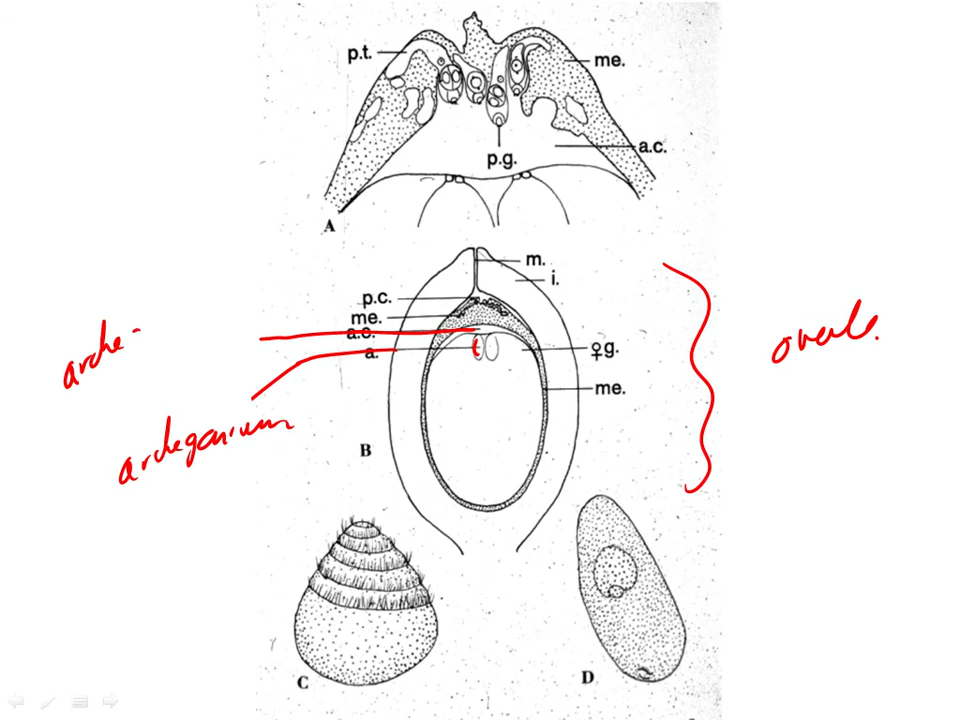 p.t.
me.
a.c.
p.g.
A
m.
i.
p.c.
me.
a.c.
a.
♀g.
me.
B
C
D
arche-
archegonium
ovule.